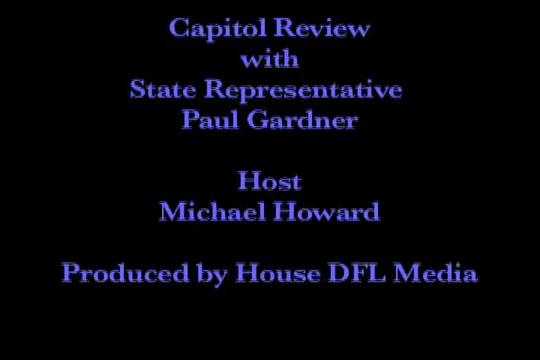 Capitol Review
with
State Representative
Paul Gardner
Host
Michael Howard
Produced by House DFL Media